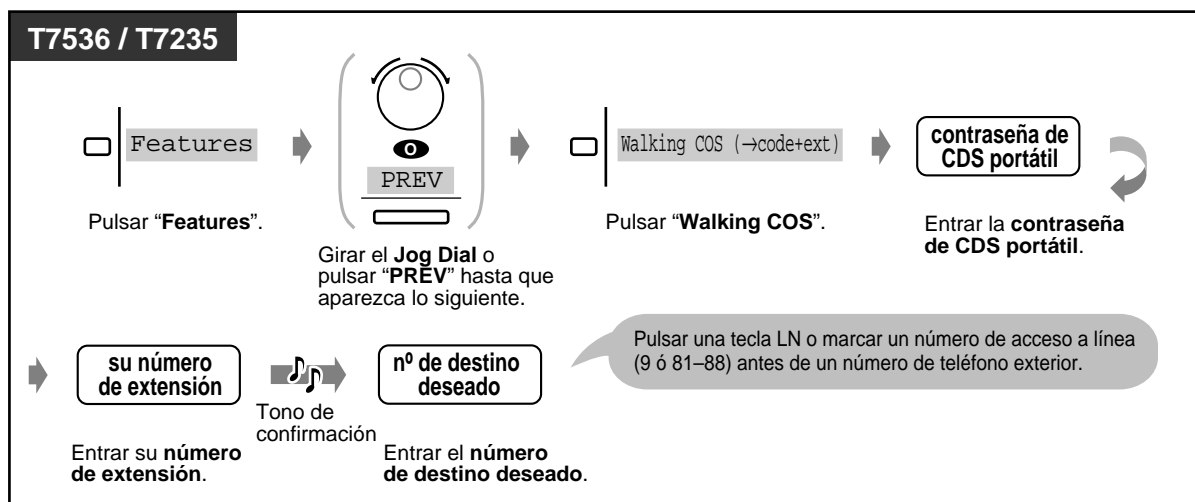 T7536 / T7235
Features
O
PREV
Walking COS (→code+ext)
contraseña de
CDS portátil
Pulsar “Features”.
Girar el Jog Dial o
pulsar “PREV” hasta que
aparezca lo siguiente.
Pulsar “Walking COS”.
Entrar la contraseña
de CDS portátil.
su número
de extensión
Tono de
confirmación
nº de destino
deseado
Pulsar una tecla LN o marcar un número de acceso a línea
(9 ó 81–88) antes de un número de teléfono exterior.
Entrar su número
de extensión.
Entrar el número
de destino deseado.